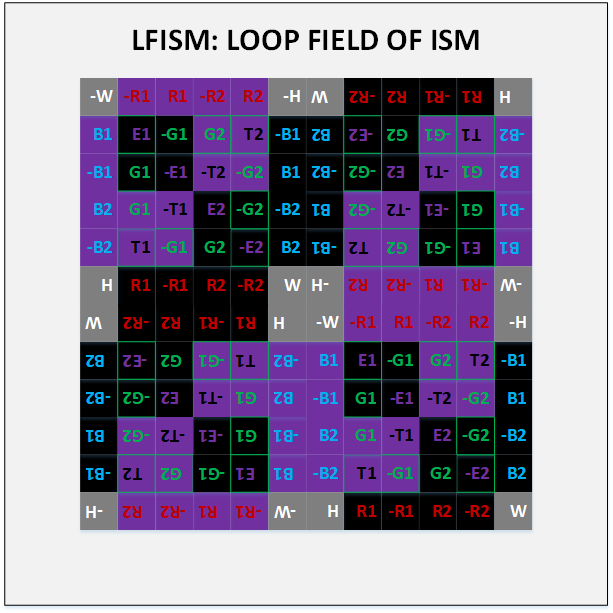 LFISM: LOOP FIELD OF ISM
-W -R1 R1 -R2 R2 -H W -R2 R2 -R1 R1 H
B1 E1 -G1 G2 T2 -B1 B2 -E2 G2 -G1 T1 -B2
-B1 G1 -E1 -T2 -G2 B1 -B2 -G2 E2 -T1 G1 B2
B2 G1 -T1 E2 -G2 -B2 B1 -G2 -T2 -E1 G1 -B1
-B2 T1 -G1 G2 -E2 B2 -B1 T2 G2 -G1 E1 B1
H R1 -R1 R2 -R2 W -H R2 -R2 R1 -R1 -W
W -R2 R2 -R1 R1 H -W -R1 R1 -R2 R2 -H
B2 -E2 G2 -G1 T1 -B2 B1 E1 -G1 G2 T2 -B1
-B2 -G2 E2 -T1 G1 B2 -B1 G1 -E1 -T2 -G2 B1
B1 -G2 -T2 -E1 G1 -B1 B2 G1 -T1 E2 -G2 -B2
-B1 T2 G2 -G1 E1 B1 -B2 T1 -G1 G2 -E2 B2
-H R2 -R2 R1 -R1 -W H R1 -R1 R2 -R2 W